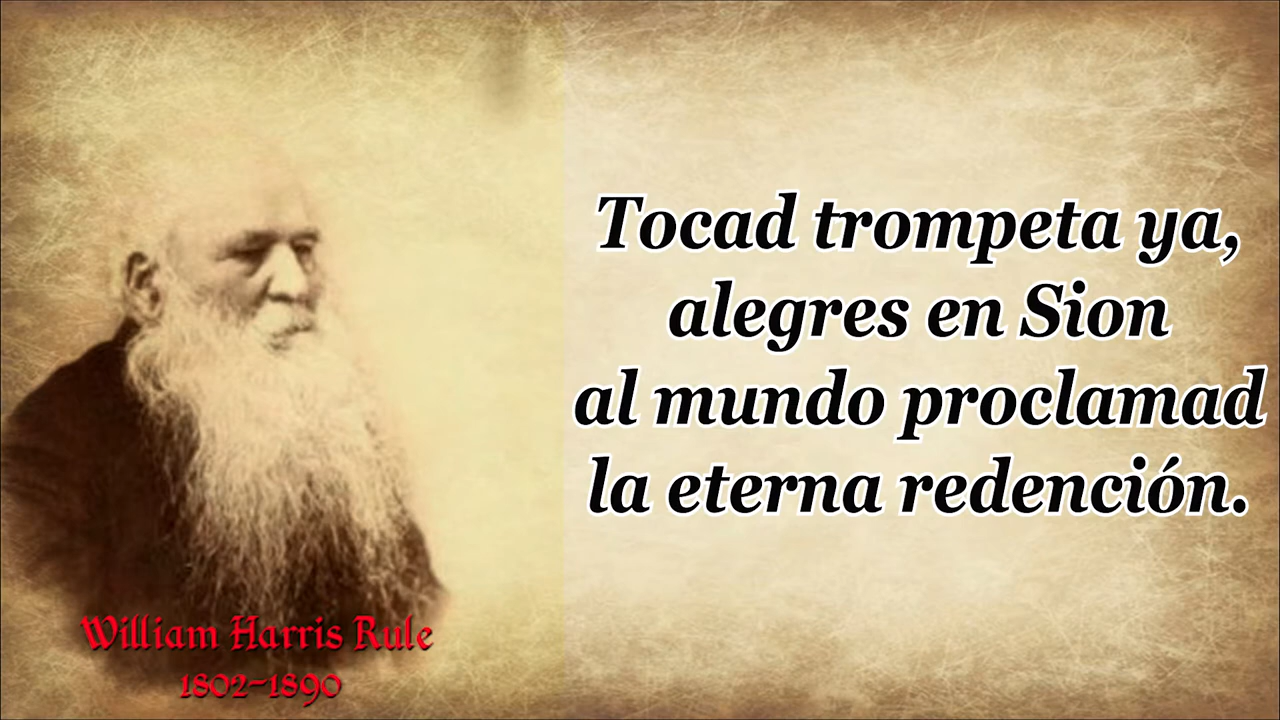 Tocad trompeta ya,
alegres en Sion
al mundo proclamad
la eterna redención.
William Harris Rule
1802-1890